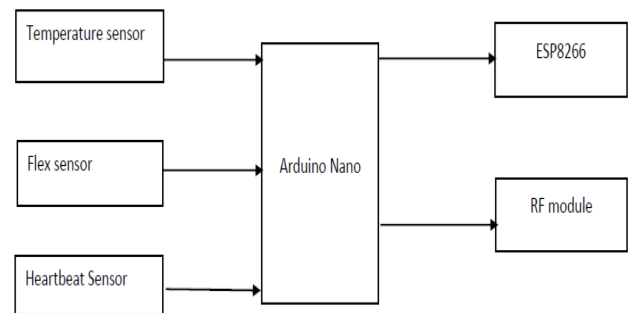 Temperature sensor
Flex sensor
Heartbeat Sensor
Arduino Nano
ESP8266
RF module